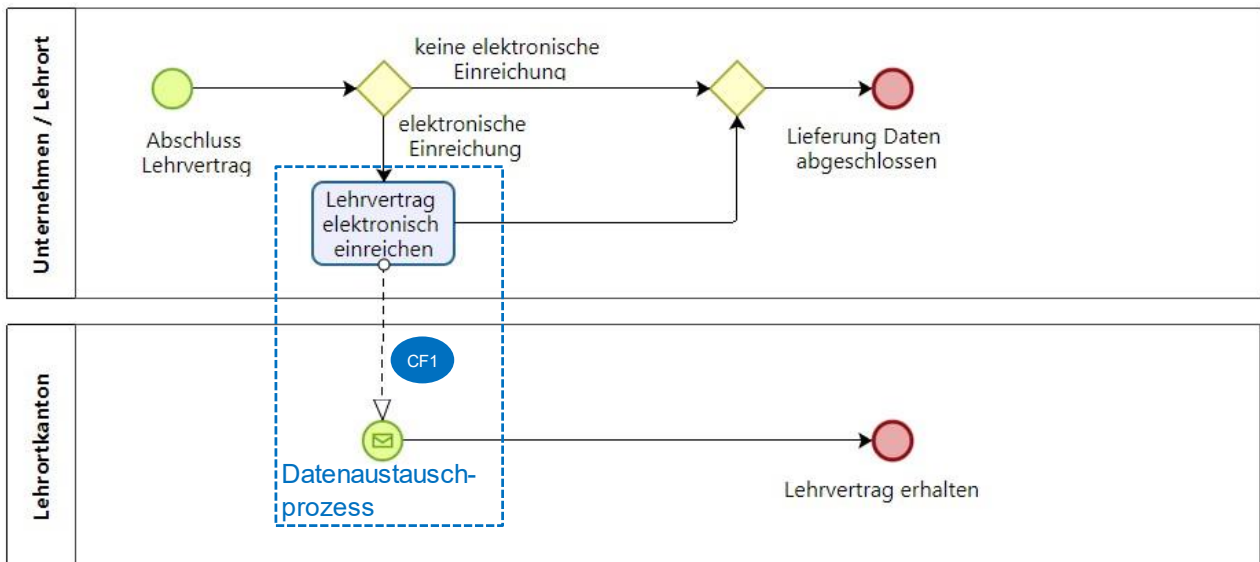 Unternehmen / Lehrort
keine elektronische
Einreichung
Abschluss
Lehrvertrag
elektronische
Einreichung
Lieferung Daten
abgeschlossen
Lehrvertrag
elektronisch
einreichen
Lehrortkanton
CF1
Datenaustausch-
prozess
Lehrvertrag erhalten